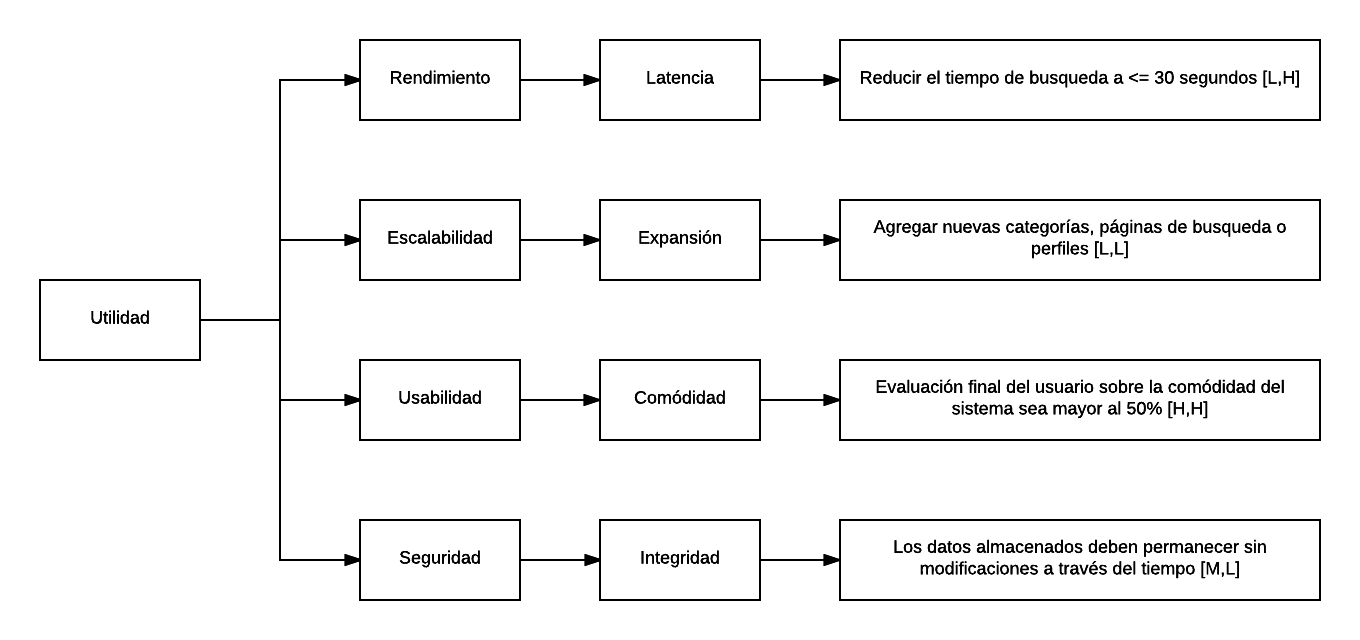 Rendimiento
Latencia
Reducir el tiempo de busqueda a <= 30 segundos [L,H]
Escalabilidad
Expansión
Agregar nuevas categorías, páginas de busqueda o
perfiles [L,L]
Utilidad
Usabilidad
Comódidad
Evaluación final del usuario sobre la comódidad del
sistema sea mayor al 50% [H,H]
Seguridad
Integridad
Los datos almacenados deben permanecer sin
modificaciones a través del tiempo [M,L]